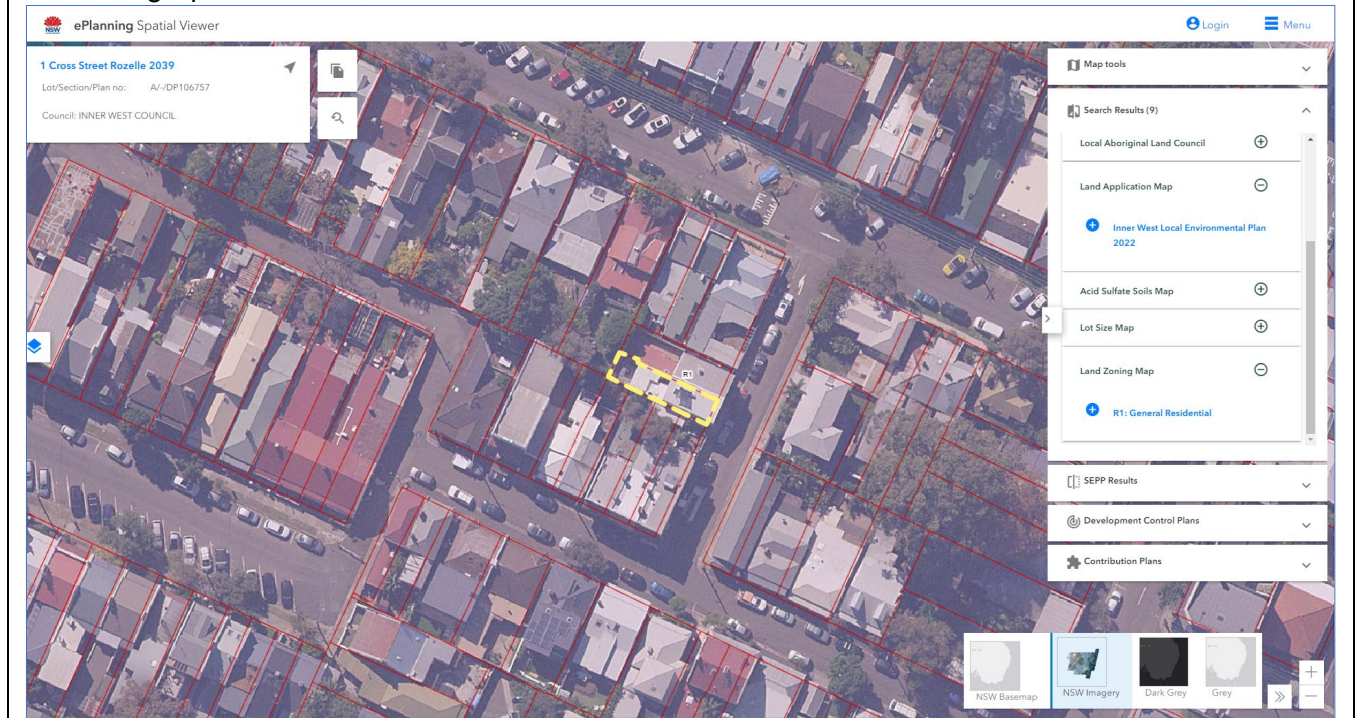 NSW
ePlanning Spatial Viewer
Login
Menu
1 Cross Street Rozelle 2039
Lot/Section/Plan no: A/-/DP106757
Council: INNER WEST COUNCIL
Map tools
Search Results (9)
Local Aboriginal Land Council
Land Application Map
Inner West Local Environmental Plan
2022
Acid Sulfate Soils Map
Lot Size Map
Land Zoning Map
R1: General Residential
SEPP Results
Development Control Plans
Contribution Plans
R1
NSW Basemap
NSW Imagery
Dark Grey
Grey